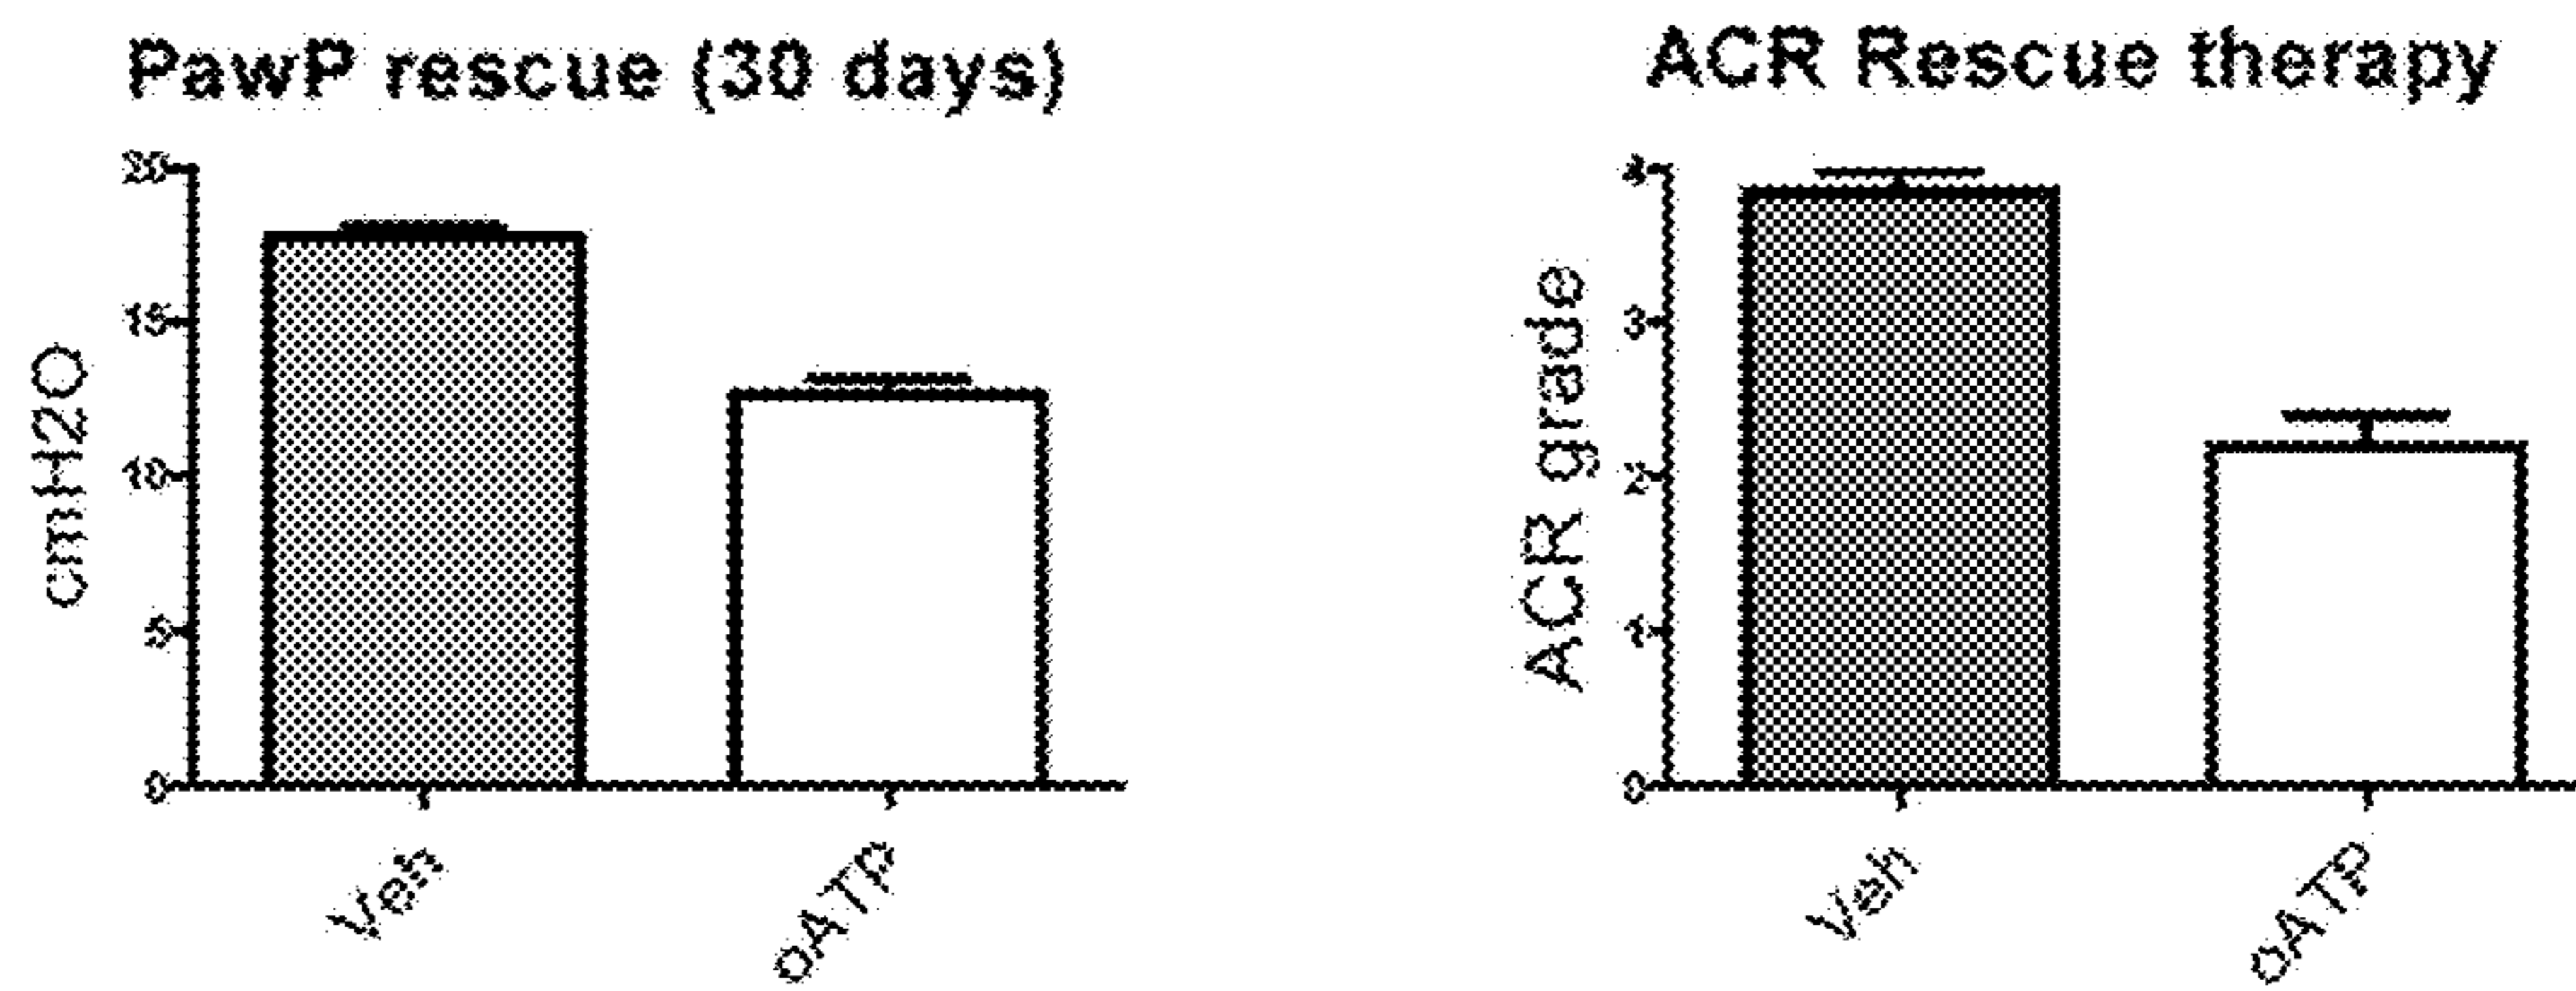 PawP rescue (30 days)
20
15
10
5
0
cmH2O
Veh
oATP
ACR Rescue therapy
4
3
2
1
0
ACR grade
Veh
oATP